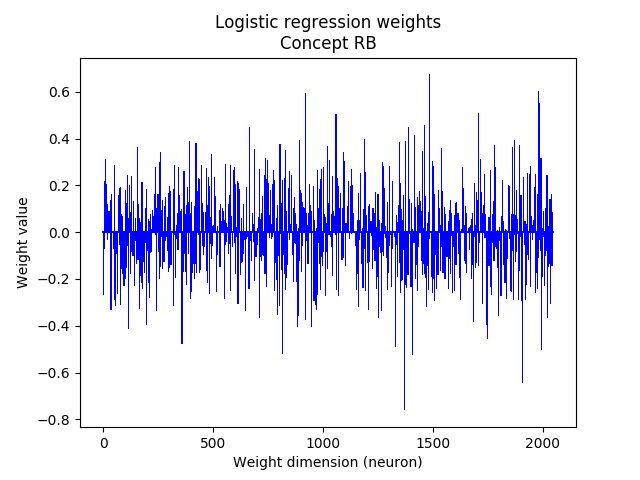 Logistic regression weights
Concept RB
0.6
0.4
0.2
0.0
−0.2
−0.4
−0.6
−0.8
Weight value
0 500 1000 1500 2000
Weight dimension (neuron)